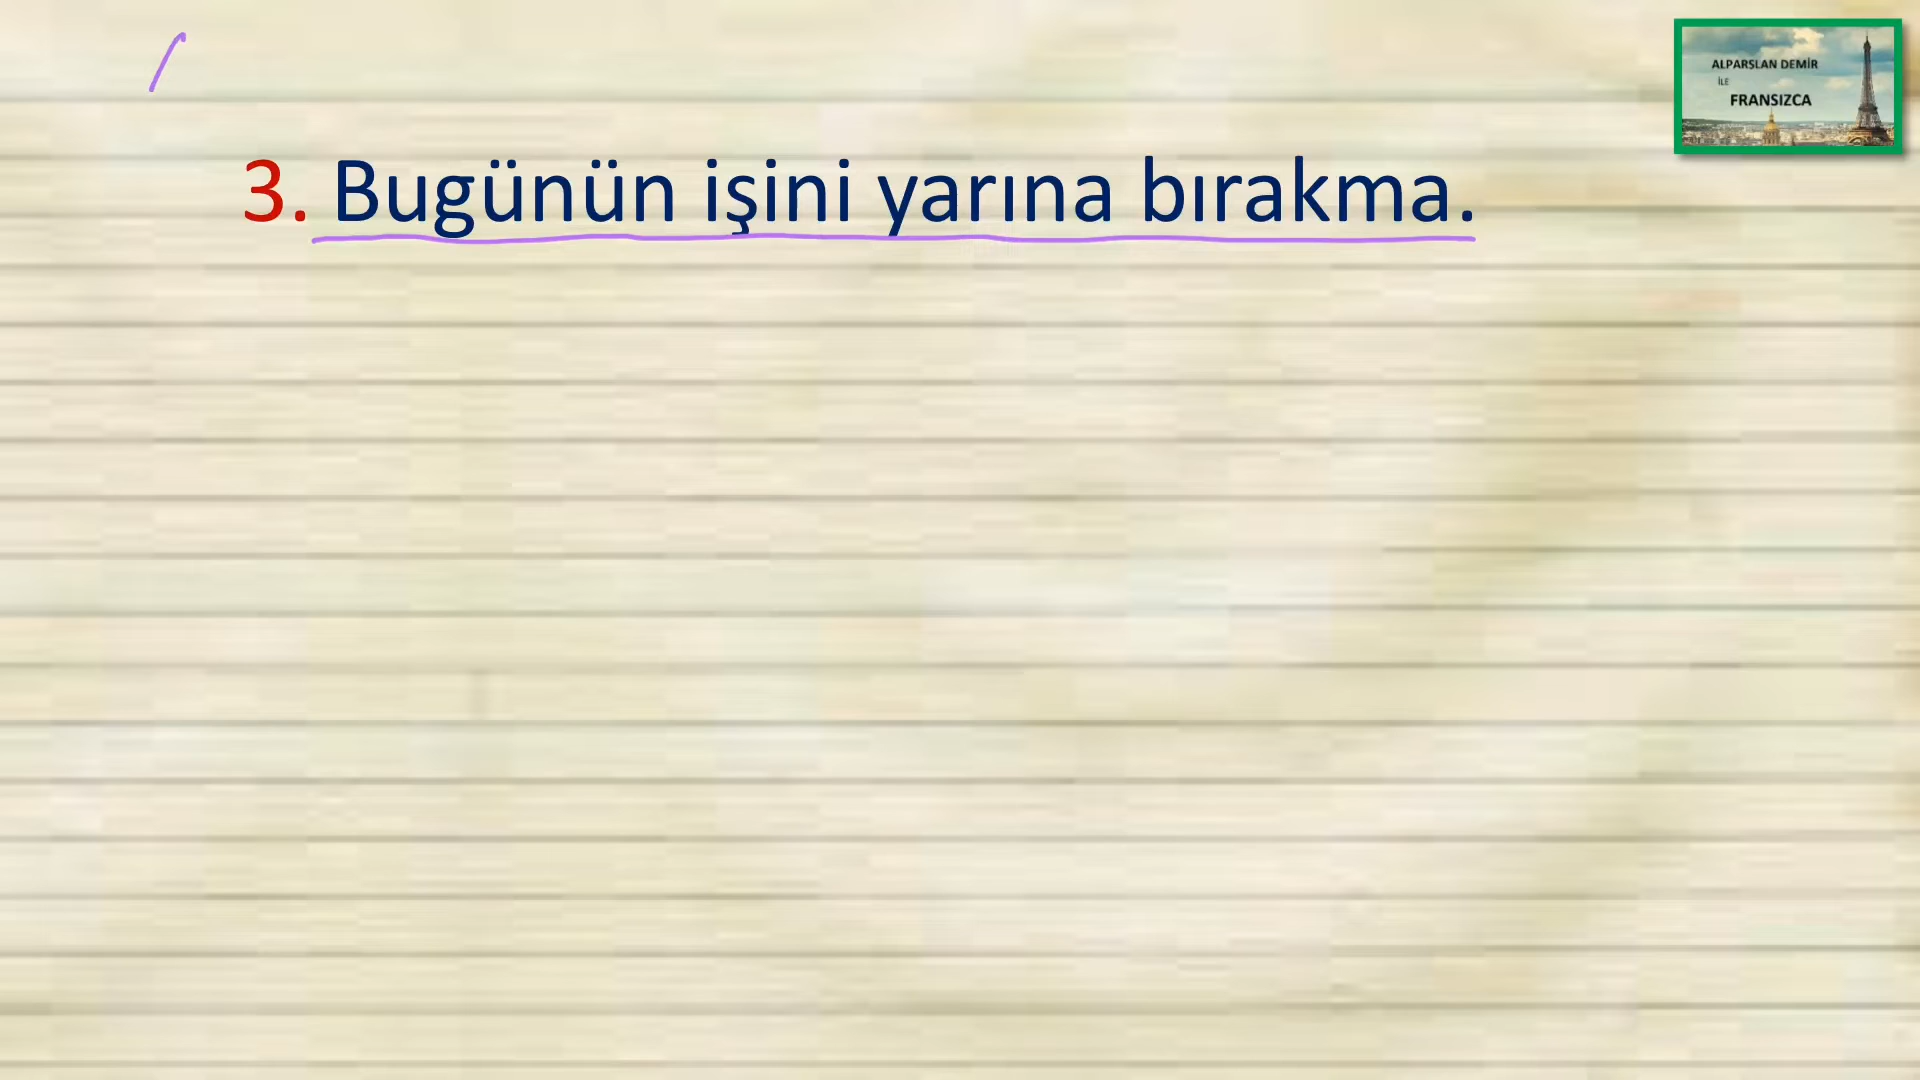 ALPARSLAN DEMİR
İLE
FRANSIZCA
3. Bugünün işini yarına bırakma.